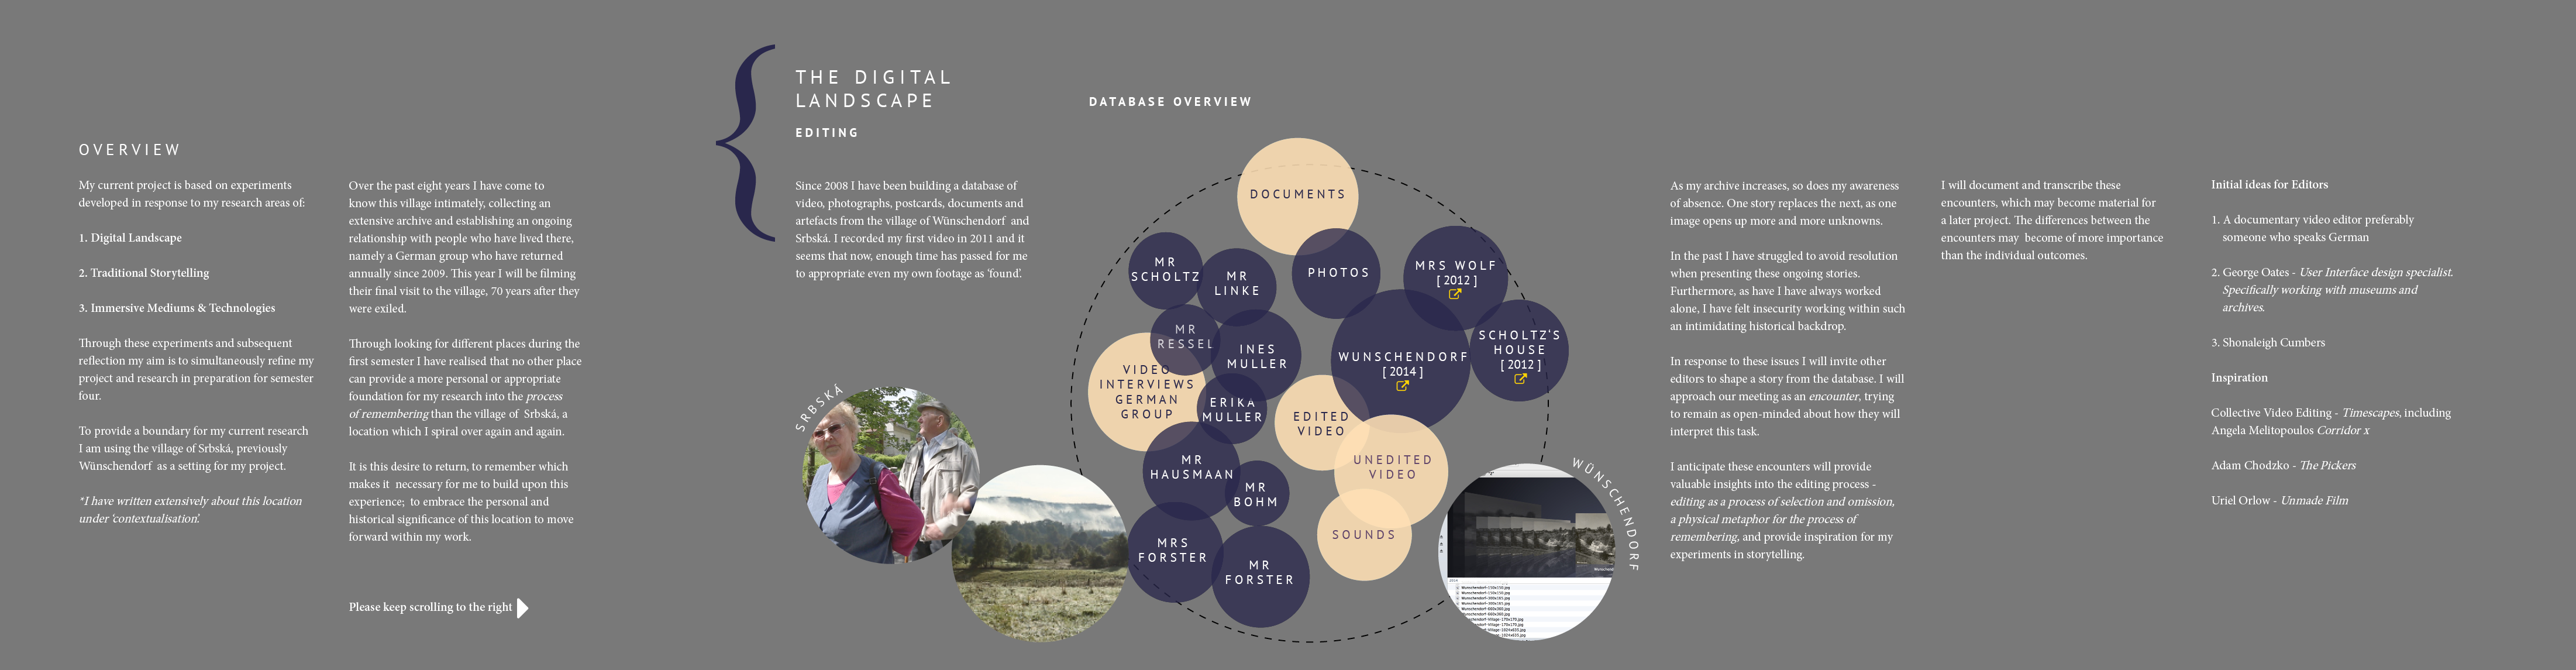 OVERVIEW
My current project is based on experiments
developed in response to my research areas of:
1. Digital Landscape
2. Traditional Storytelling
3. Immersive Mediums & Technologies
Through these experiments and subsequent
reflection my aim is to simultaneously refine my
project and research in preparation for semester
four.
To provide a boundary for my current research
I am using the village of Srbská, previously
Wünschendorf as a setting for my project.
*I have written extensively about this location
under 'contextualisation'.
Over the past eight years I have come to
know this village intimately, collecting an
extensive archive and establishing an ongoing
relationship with people who have lived there,
namely a German group who have returned
annually since 2009. This year I will be filming
their final visit to the village, 70 years after they
were exiled.
Through looking for different places during the
first semester I have realised that no other place
can provide a more personal or appropriate
foundation for my research into the process
of remembering than the village of Srbská, a
location which I spiral over again and again.
It is this desire to return, to remember which
makes it necessary for me to build upon this
experience; to embrace the personal and
historical significance of this location to move
forward within my work.
Please keep scrolling to the right
THE DIGITAL
LANDSCAPE
EDITING
Since 2008 I have been building a database of
video, photographs, postcards, documents and
artefacts from the village of Wünschendorf and
Srbská. I recorded my first video in 2011 and it
seems that now, enough time has passed for me
to appropriate even my own footage as 'found'.
SRBSKÁ
DATABASE OVERVIEW
DOCUMENTS
MR
SCHOLTZ
MR
LINKE
PHOTOS
MRS WOLF
[ 2012 ]
MR
RESSEL
INES
MULLER
WUNSCHENDORF
[ 2014 ]
SCHOLTZ'S
HOUSE
[ 2012 ]
VIDEO
INTERVIEWS
GERMAN
GROUP
ERIKA
MULLER
EDITED
VIDEO
MR
HAUSMAAN
MR
BOHM
UNEDITED
VIDEO
MRS
FORSTER
MR
FORSTER
SOUNDS
WÜNSCHENDORF
As my archive increases, so does my awareness
of absence. One story replaces the next, as one
image opens up more and more unknowns.
In the past I have struggled to avoid resolution
when presenting these ongoing stories.
Furthermore, as have I have always worked
alone, I have felt insecurity working within such
an intimidating historical backdrop.
In response to these issues I will invite other
editors to shape a story from the database. I will
approach our meeting as an encounter, trying
to remain as open-minded about how they will
interpret this task.
I anticipate these encounters will provide
valuable insights into the editing process -
editing as a process of selection and omission,
a physical metaphor for the process of
remembering, and provide inspiration for my
experiments in storytelling.
I will document and transcribe these
encounters, which may become material for
a later project. The differences between the
encounters may become of more importance
than the individual outcomes.
Initial ideas for Editors
1. A documentary video editor preferably
someone who speaks German
2. George Oates - User Interface design specialist.
Specifically working with museums and
archives.
3. Shonaleigh Cumbers
Inspiration
Collective Video Editing - Timescapes, including
Angela Melitopoulos Corridor x
Adam Chodzko - The Pickers
Uriel Orlow - Unmade Film